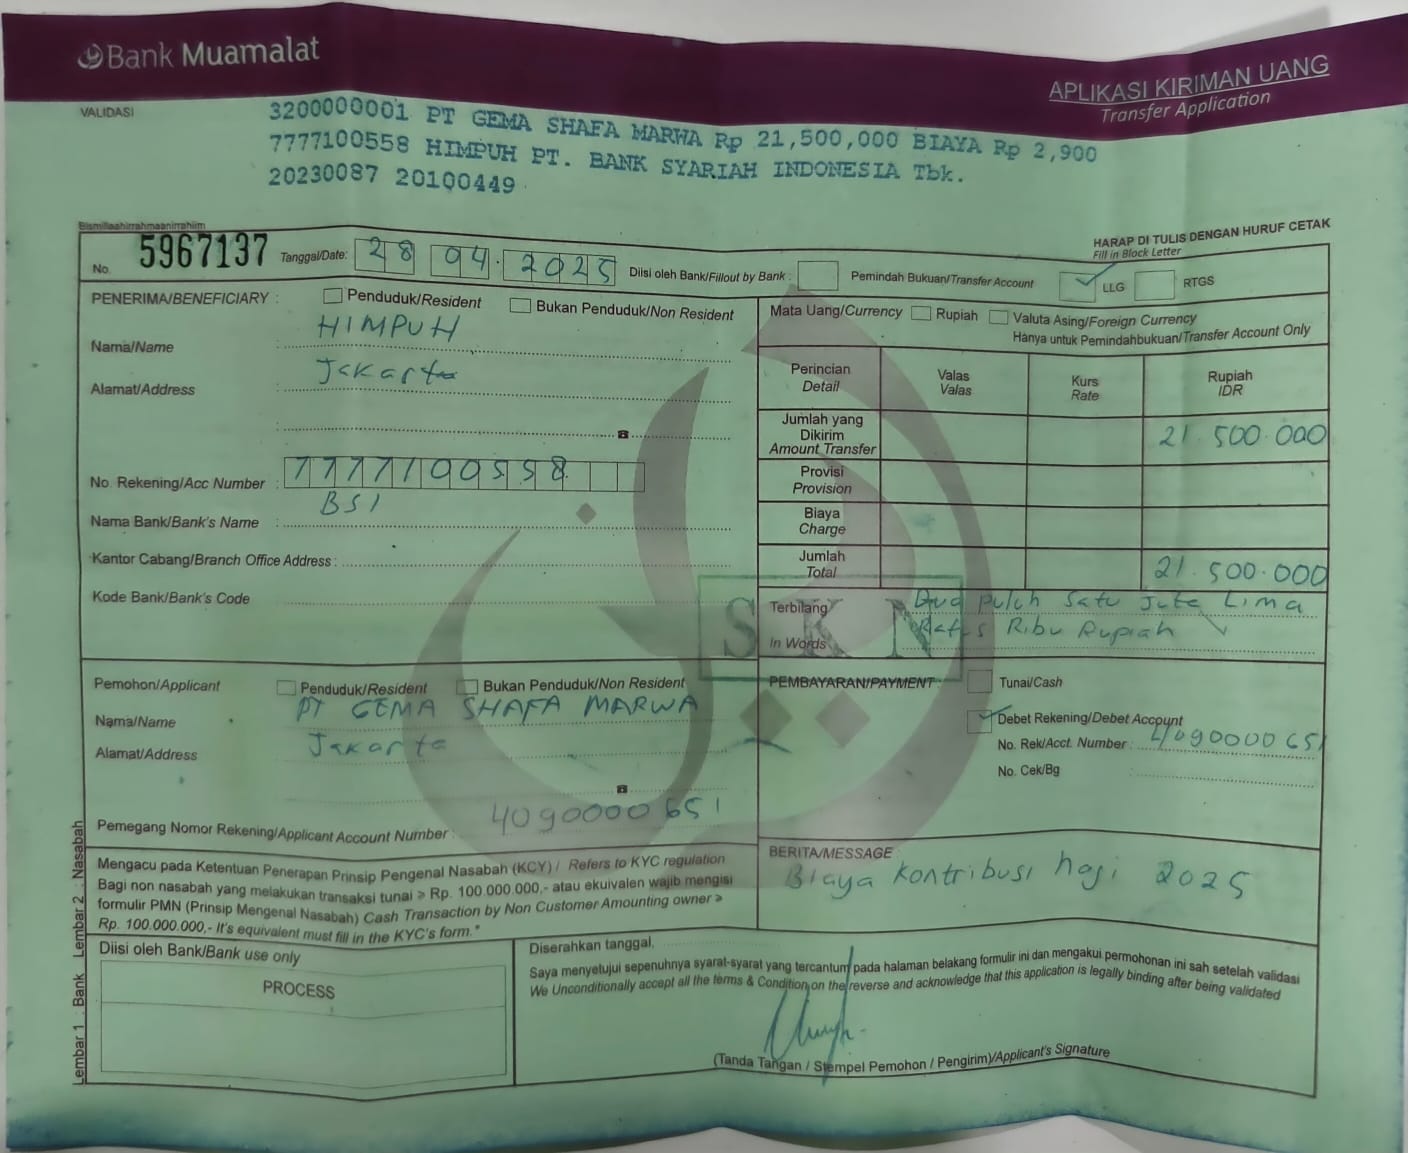 Bank Muamalat
APLIKASI KIRIMAN UANG
Transfer Application
VALIDASI
3200000001 PT GEMA SHAFA MARWA Rp 21,500,000 BIAYA Rp 2,900
7777100558 HIMPUH PT. BANK SYARIAH INDONESIA Tbk.
20230087 20100449
Bismillaahirrahmaanirrahiim
HARAP DI TULIS DENGAN HURUF CETAK
Fill in Block Letter
No. 5967137 Tanggal/Date: 28 04 2025 Diisi oleh Bank/Fillout by Bank : Pemindah Bukuan/Transfer Account LLG RTGS
PENERIMA/BENEFICIARY : Penduduk/Resident Bukan Penduduk/Non Resident
Nama/Name HIMPUH
Alamat/Address Jakarta
No. Rekening/Acc Number : 7777100558
Nama Bank/Bank's Name : BSI
Kantor Cabang/Branch Office Address :
Kode Bank/Bank's Code
Mata Uang/Currency Rupiah Valuta Asing/Foreign Currency
Hanya untuk Pemindahbukuan/Transfer Account Only
Perincian Detail Valas Valas Kurs Rate Rupiah IDR
Jumlah yang Dikirim Amount Transfer 21.500.000
Provisi Provision
Biaya Charge
Jumlah Total 21.500.000
Terbilang Dua puluh satu Juta Lima
In Words Ratus Ribu Rupiah
SKN
Pemohon/Applicant Penduduk/Resident Bukan Penduduk/Non Resident
Nama/Name PT GEMA SHAFA MARWA
Alamat/Address Jakarta
Pemegang Nomor Rekening/Applicant Account Number : 4090000651
PEMBAYARAN/PAYMENT : Tunai/Cash
Debet Rekening/Debet Account
No. Rek/Acct. Number : 4090000651
No. Cek/Bg :
Mengacu pada Ketentuan Penerapan Prinsip Pengenal Nasabah (KCY) / Refers to KYC regulation
Bagi non nasabah yang melakukan transaksi tunai ≥ Rp. 100.000.000,- atau ekuivalen wajib mengisi
formulir PMN (Prinsip Mengenal Nasabah) Cash Transaction by Non Customer Amounting owner ≥
Rp. 100.000.000,- It's equivalent must fill in the KYC's form.*
BERITA/MESSAGE :
Biaya kontribusi haji 2025
Diisi oleh Bank/Bank use only
PROCESS
Diserahkan tanggal,
Saya menyetujui sepenuhnya syarat-syarat yang tercantum pada halaman belakang formulir ini dan mengakui permohonan ini sah setelah validasi
We Unconditionally accept all the terms & Condition on the reverse and acknowledge that this application is legally binding after being validated
(Tanda Tangan / Stempel Pemohon / Pengirim)/Applicant's Signature
Lembar 1 : Bank Lembar 2 : Nasabah